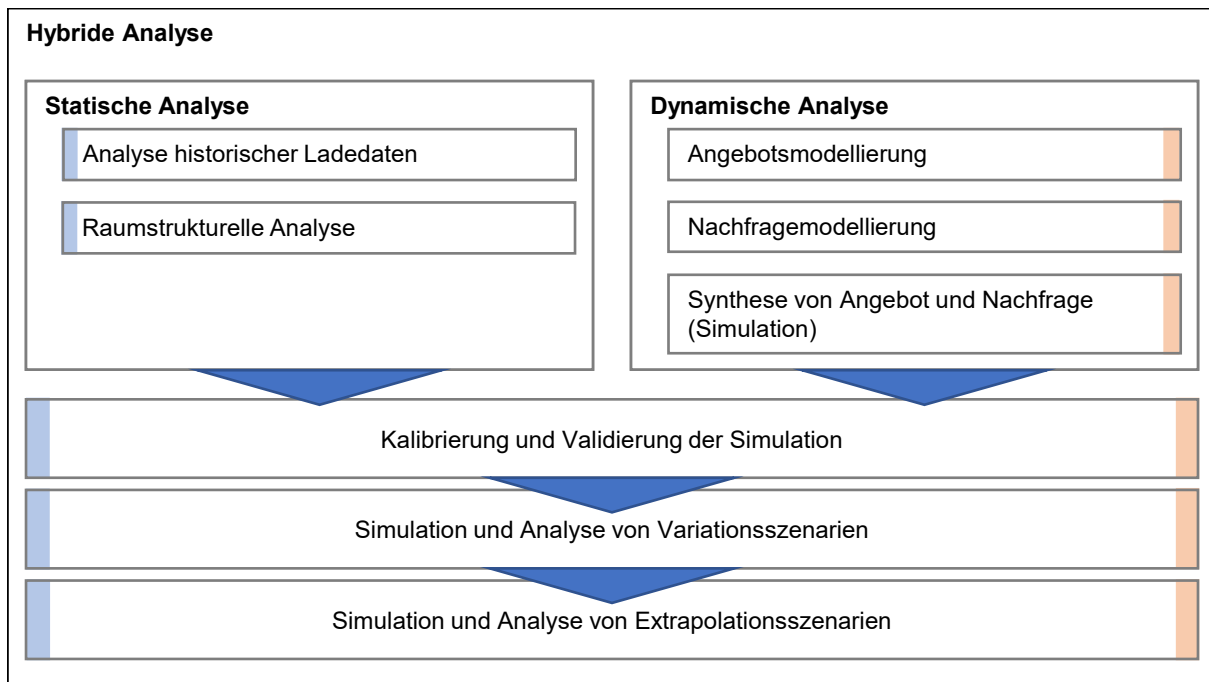 Hybride Analyse
Statische Analyse
Analyse historischer Ladedaten
Raumstrukturelle Analyse
Dynamische Analyse
Angebotsmodellierung
Nachfragemodellierung
Synthese von Angebot und Nachfrage
(Simulation)
Kalibrierung und Validierung der Simulation
Simulation und Analyse von Variationsszenarien
Simulation und Analyse von Extrapolationsszenarien